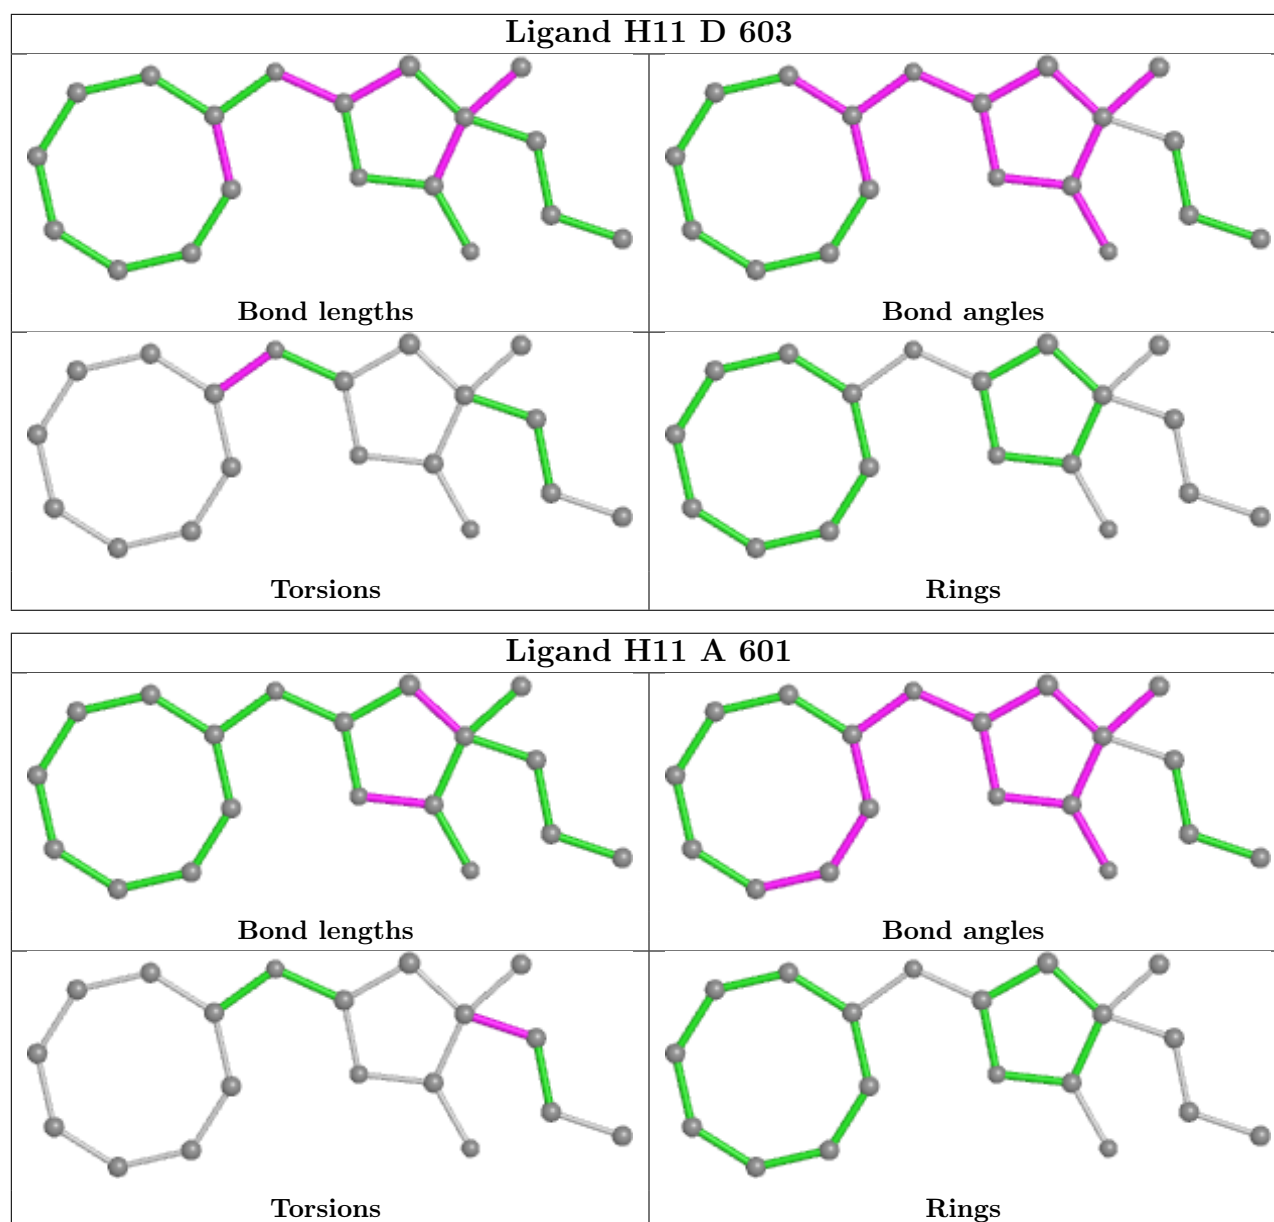 Ligand H11 D 603
Bond lengths
Bond angles
Torsions
Rings
Ligand H11 A 601
Bond lengths
Bond angles
Torsions
Rings